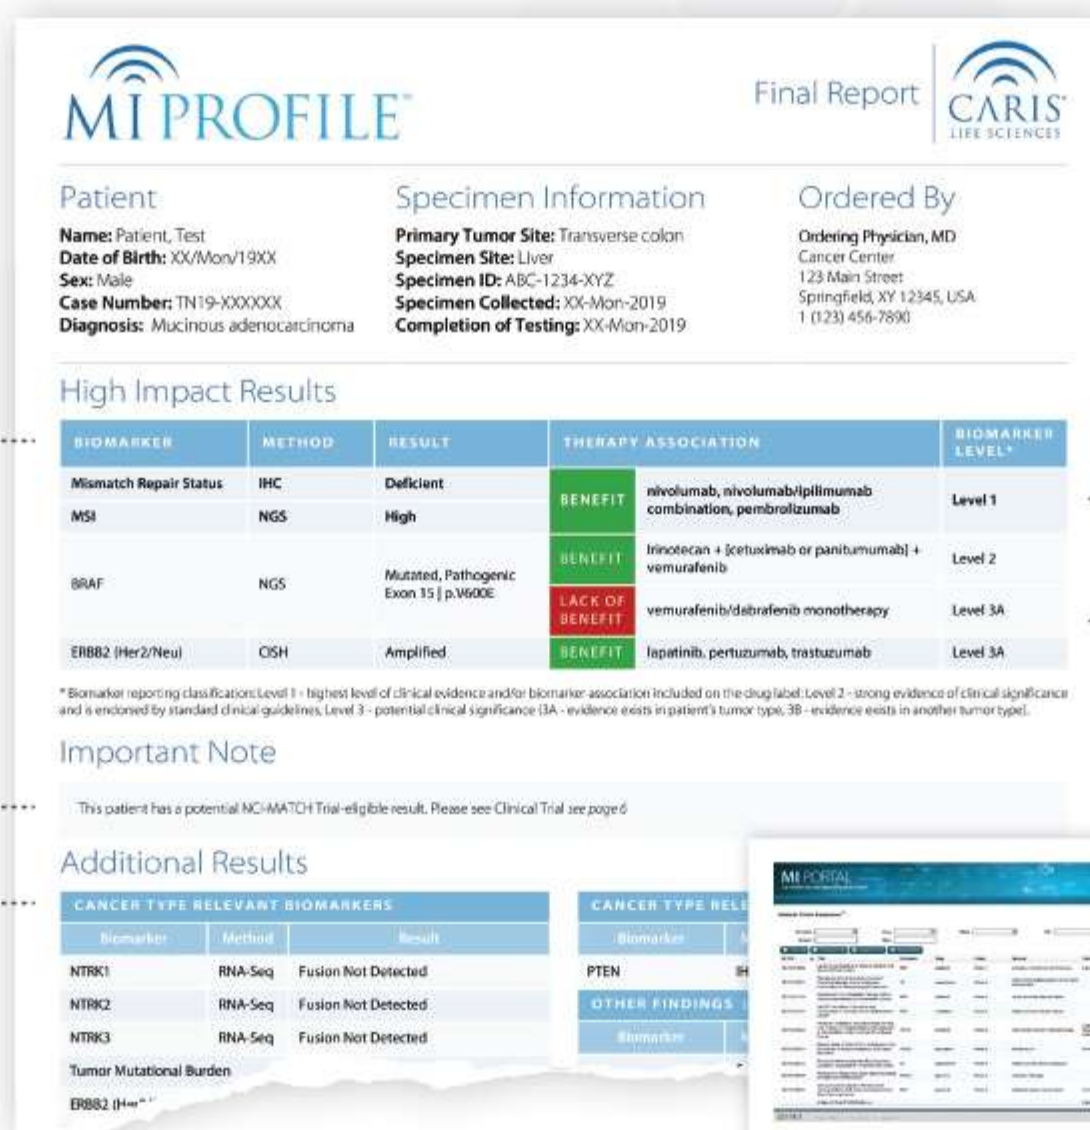 MI PROFILE™
Final Report
CARIS
LIFE SCIENCES
Patient
Name: Patient, Test
Date of Birth: XX/Mon/19XX
Sex: Male
Case Number: TN19-XXXXXX
Diagnosis: Mucinous adenocarcinoma
Specimen Information
Primary Tumor Site: Transverse colon
Specimen Site: Liver
Specimen ID: ABC-1234-XYZ
Specimen Collected: XX-Mon-2019
Completion of Testing: XX-Mon-2019
Ordered By
Ordering Physician, MD
Cancer Center
123 Main Street
Springfield, XY 12345, USA
1 (123) 456-7890
High Impact Results
BIOMARKER METHOD RESULT THERAPY ASSOCIATION BIOMARKER LEVEL*
Mismatch Repair Status IHC Deficient
BENEFIT nivolumab, nivolumab/ipilimumab combination, pembrolizumab Level 1
MSI NGS High
BRAF NGS Mutated, Pathogenic Exon 15 | p.V600E
BENEFIT Irinotecan + [cetuximab or panitumumab] + vemurafenib Level 2
LACK OF BENEFIT vemurafenib/dabrafenib monotherapy Level 3A
ERBB2 (Her2/Neu) CISH Amplified BENEFIT lapatinib, pertuzumab, trastuzumab Level 3A
* Biomarker reporting classification: Level 1 - highest level of clinical evidence and/or biomarker association included on the drug label; Level 2 - strong evidence of clinical significance
and is endorsed by standard clinical guidelines; Level 3 - potential clinical significance (3A - evidence exists in patient's tumor type, 3B - evidence exists in another tumor type).
Important Note
This patient has a potential NCI-MATCH Trial-eligible result. Please see Clinical Trial see page 6
Additional Results
CANCER TYPE RELEVANT BIOMARKERS
Biomarker Method Result
NTRK1 RNA-Seq Fusion Not Detected
NTRK2 RNA-Seq Fusion Not Detected
NTRK3 RNA-Seq Fusion Not Detected
Tumor Mutational Burden
ERBB2
CANCER TYPE RELE
Biomarker
PTEN IH
OTHER FINDINGS
Biomarker
MI PORTAL